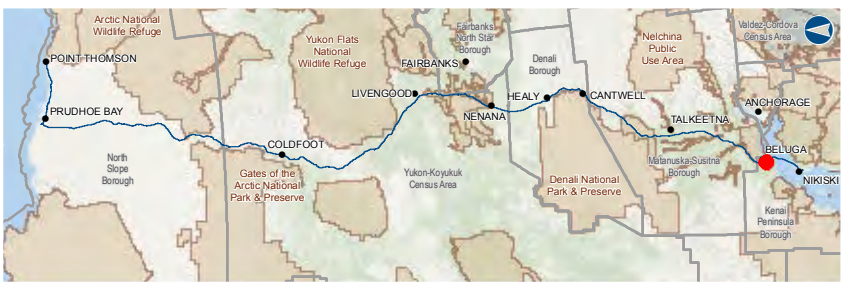 Arctic National
Wildlife Refuge
POINT THOMSON
PRUDHOE BAY
North
Slope
Borough
COLDFOOT
Gates of the
Arctic National
Park & Preserve
Yukon Flats
National
Wildlife Refuge
LIVENGOOD
FAIRBANKS
Fairbanks
North Star
Borough
NENANA
Yukon-Koyukuk
Census Area
Denali
Borough
HEALY
CANTWELL
Denali National
Park & Preserve
Nelchina
Public
Use Area
TALKEETNA
Matanuska-Susitna
Borough
Valdez-Cordova
Census Area
ANCHORAGE
BELUGA
NIKISKI
Kenai
Peninsula
Borough